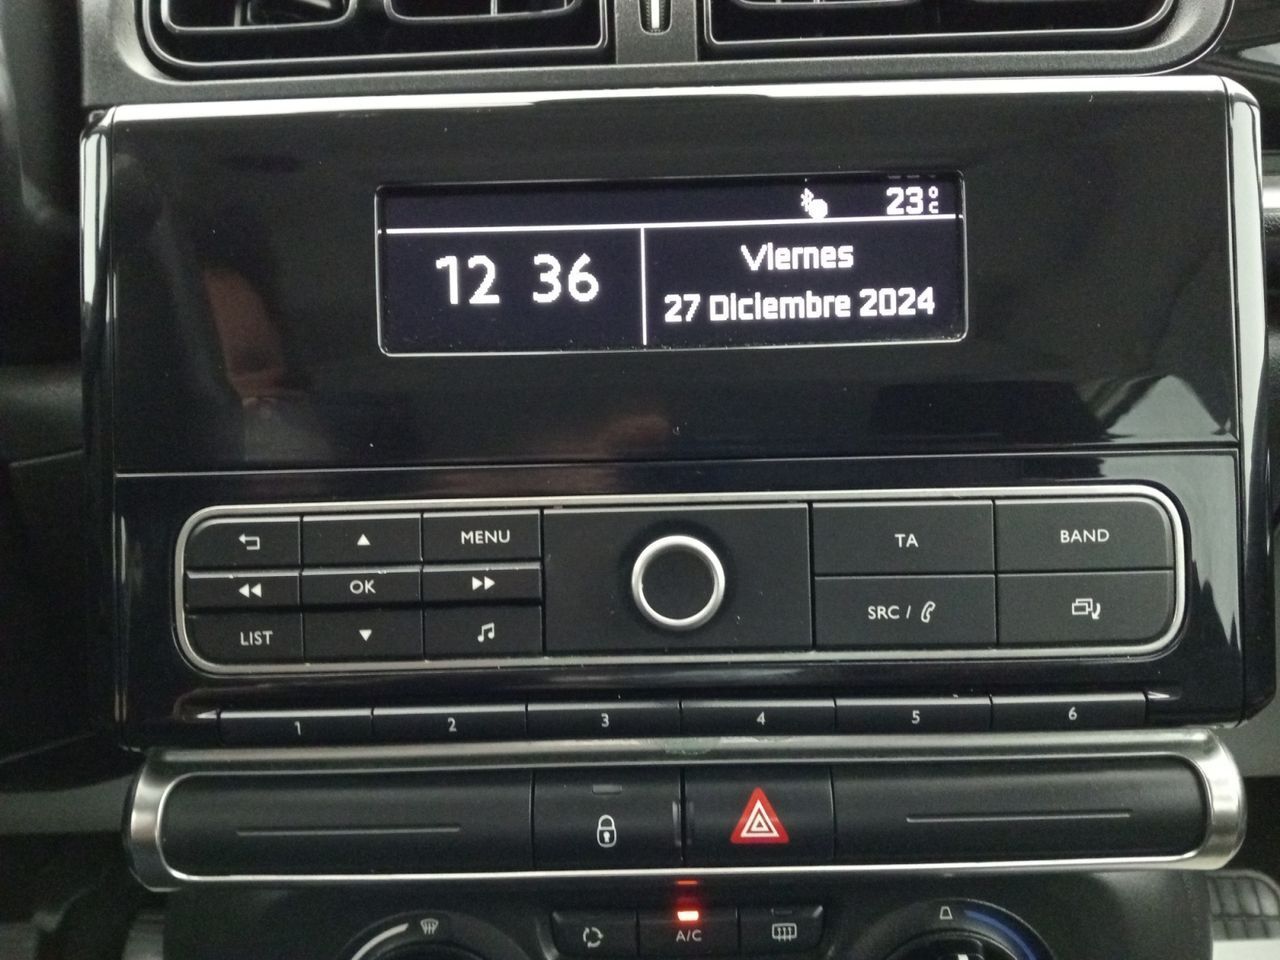 23°C
12 36
Viernes
27 Diciembre 2024
MENU
TA
BAND
OK
SRC /
LIST
1 2 3 4 5 6
A/C